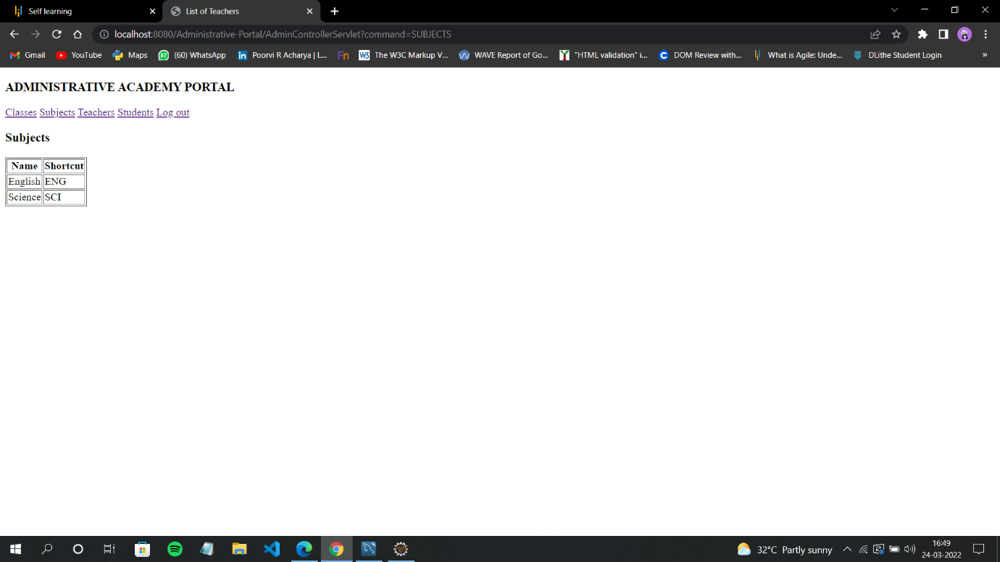 Self learning
List of Teachers
localhost:8080/Administrative-Portal/AdminControllerServlet?command=SUBJECTS
Gmail YouTube Maps (60) WhatsApp Poorvi R Acharya | L... Fn The W3C Markup V... WAVE Report of Go... "HTML validation" i... DOM Review with... What is Agile: Unde... DLithe Student Login »
ADMINISTRATIVE ACADEMY PORTAL
Classes Subjects Teachers Students Log out
Subjects
Name Shortcut
English ENG
Science SCI
32°C Partly sunny
16:49
24-03-2022